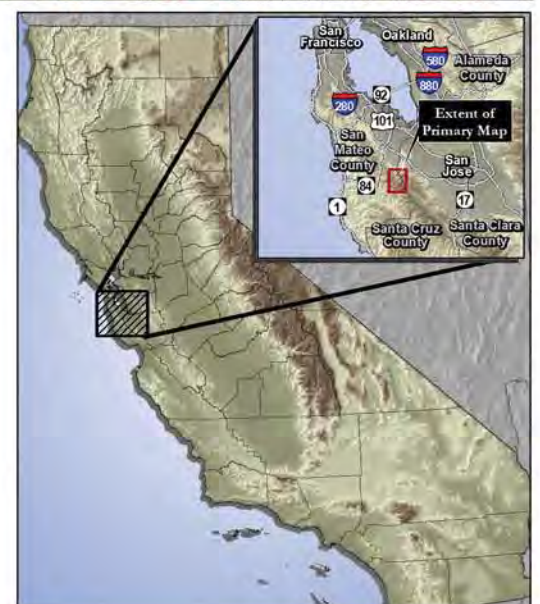 San
Francisco
Oakland
580
Alameda
County
880
92
280
101
Extent of
Primary Map
San
Mateo
County
San
Jose
84
17
1
Santa Cruz
County
Santa Clara
County